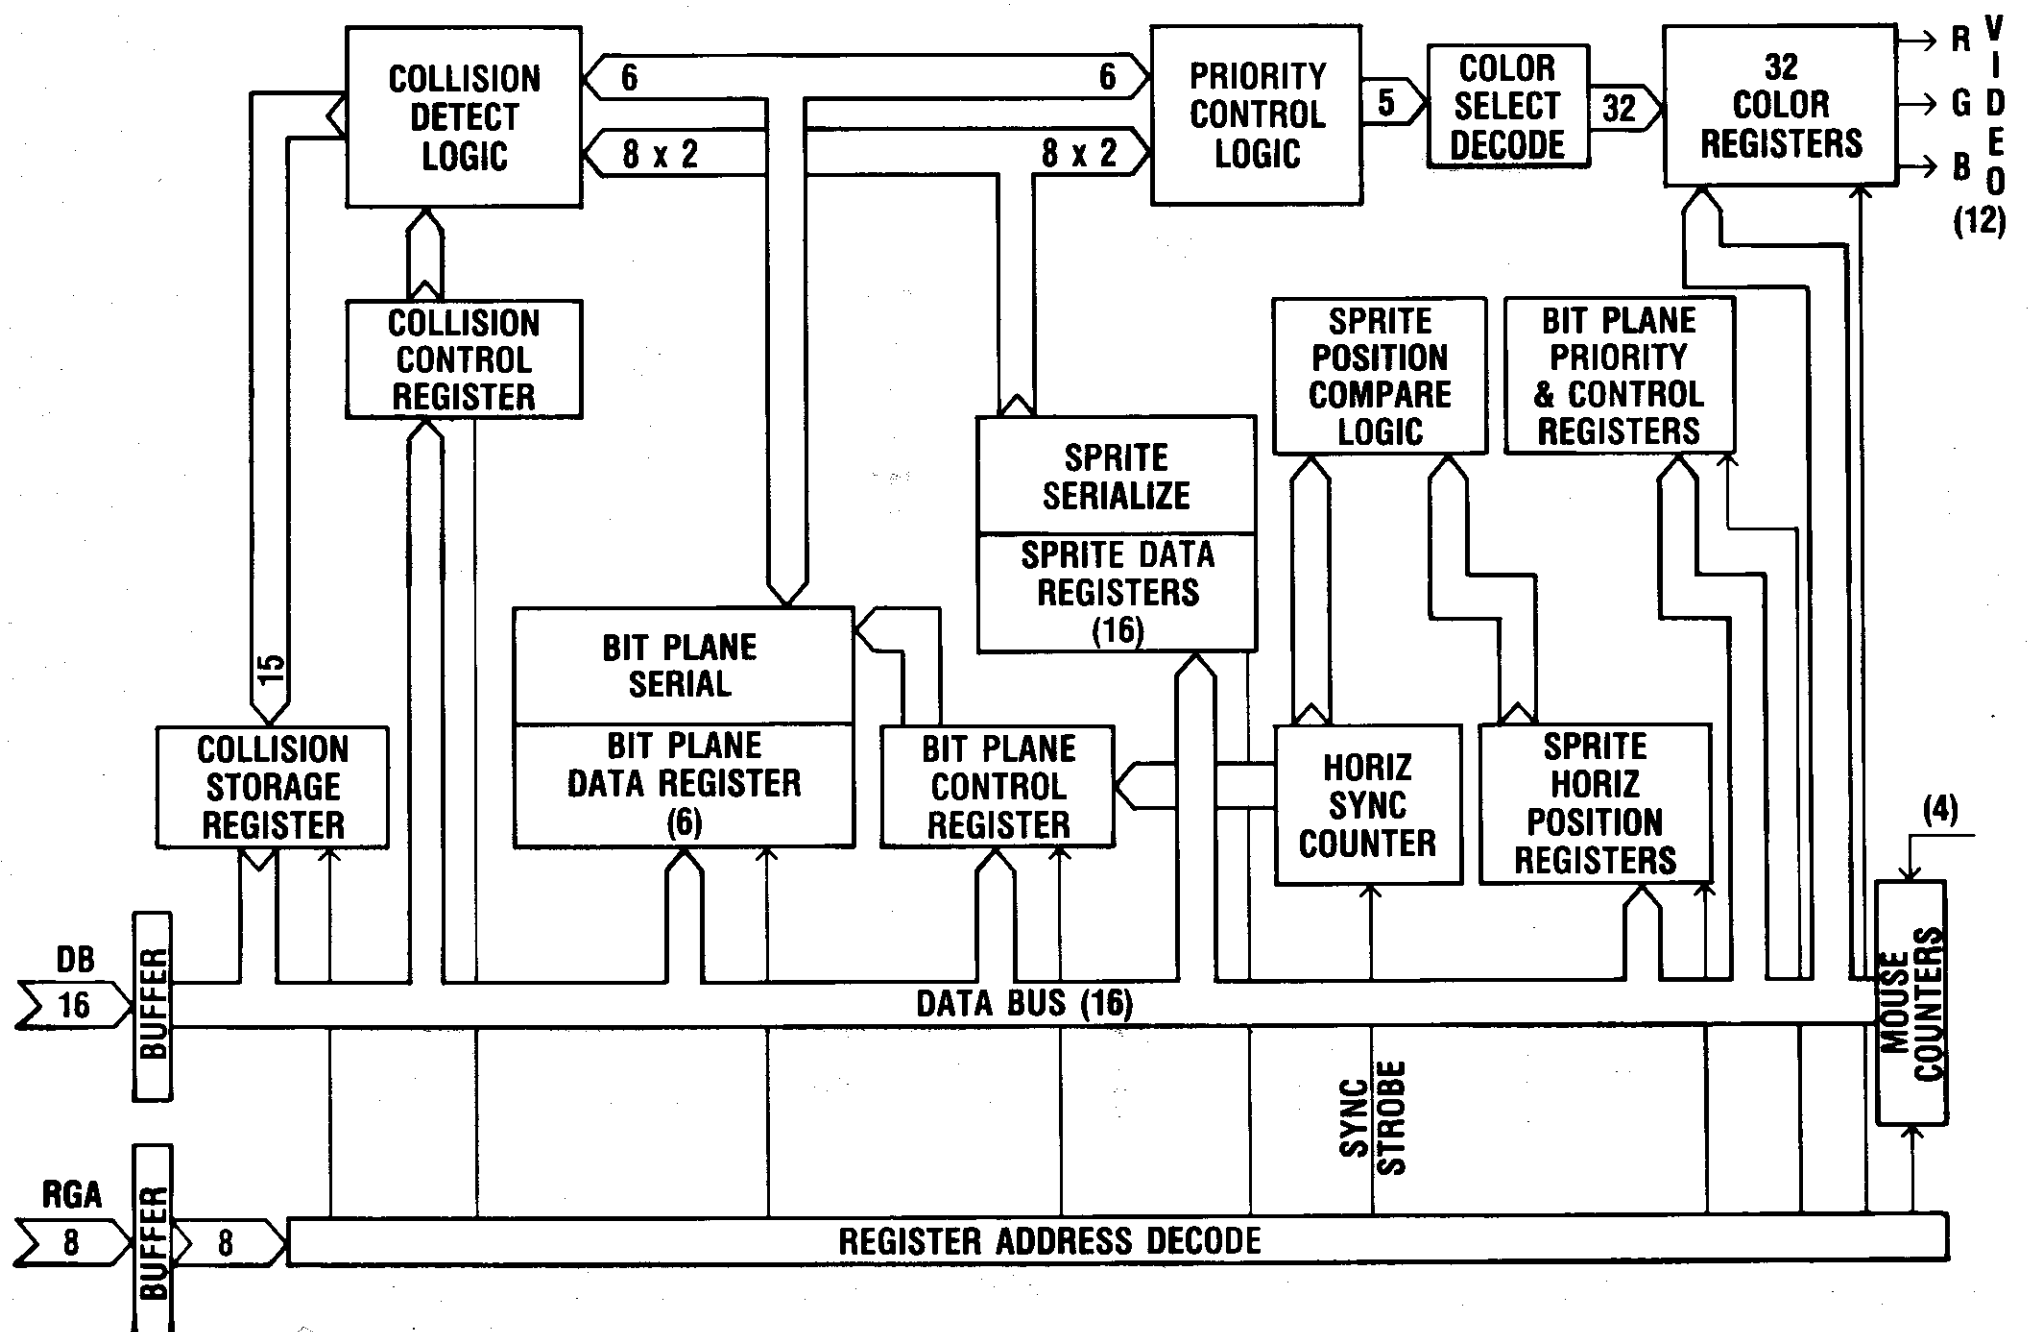 COLLISION
DETECT
LOGIC
6
6
8 x 2
8 x 2
PRIORITY
CONTROL
LOGIC
5
COLOR
SELECT
DECODE
32
32
COLOR
REGISTERS
R
G
B
VIDEO
(12)
COLLISION
CONTROL
REGISTER
SPRITE
POSITION
COMPARE
LOGIC
BIT PLANE
PRIORITY
& CONTROL
REGISTERS
SPRITE
SERIALIZE
SPRITE DATA
REGISTERS
(16)
15
BIT PLANE
SERIAL
BIT PLANE
DATA REGISTER
(6)
COLLISION
STORAGE
REGISTER
BIT PLANE
CONTROL
REGISTER
HORIZ
SYNC
COUNTER
SPRITE
HORIZ
POSITION
REGISTERS
(4)
MOUSE
COUNTERS
DB
16
BUFFER
DATA BUS (16)
SYNC
STROBE
RGA
8
BUFFER
8
REGISTER ADDRESS DECODE